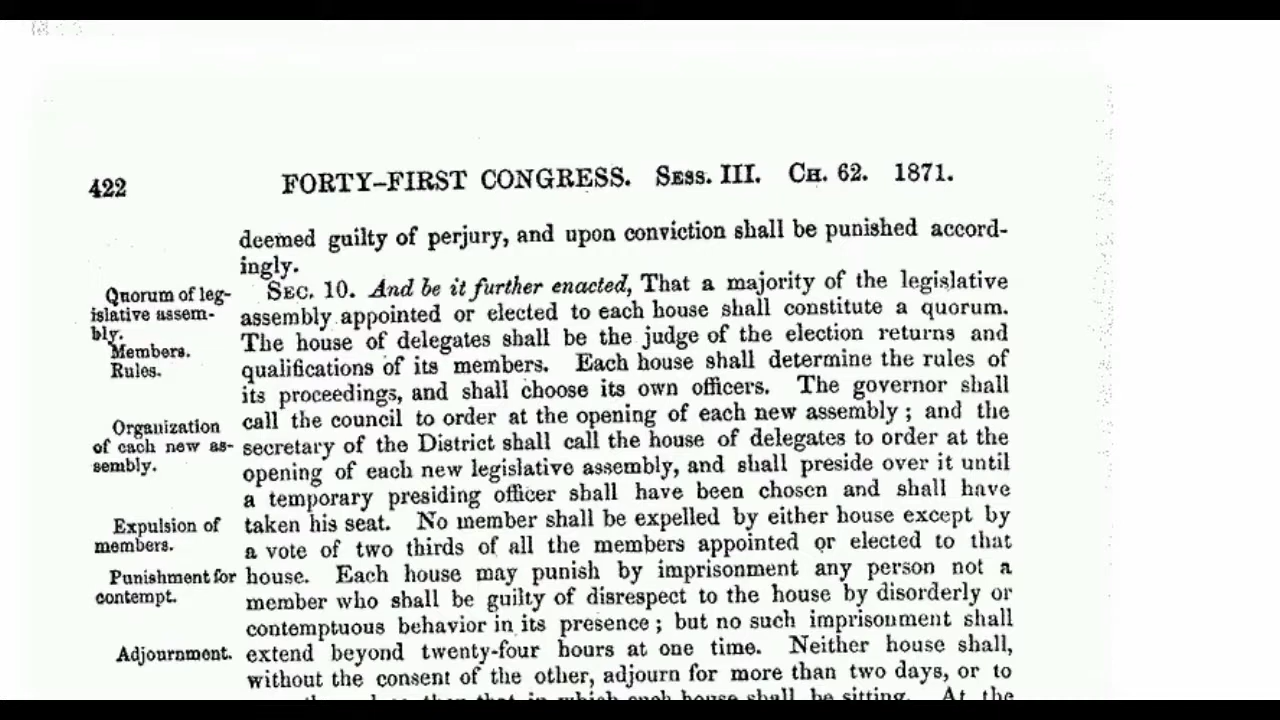 422 FORTY-FIRST CONGRESS. SESS. III. CH. 62. 1871.
deemed guilty of perjury, and upon conviction shall be punished accord-
ingly.
Quorum of leg-
islative assem-
bly.
Members.
Rules.
SEC. 10. And be it further enacted, That a majority of the legislative
assembly appointed or elected to each house shall constitute a quorum.
The house of delegates shall be the judge of the election returns and
qualifications of its members. Each house shall determine the rules of
its proceedings, and shall choose its own officers. The governor shall
Organization
of each new as-
sembly.
call the council to order at the opening of each new assembly; and the
secretary of the District shall call the house of delegates to order at the
opening of each new legislative assembly, and shall preside over it until
a temporary presiding officer shall have been chosen and shall have
Expulsion of
members.
taken his seat. No member shall be expelled by either house except by
a vote of two thirds of all the members appointed or elected to that
Punishment for
contempt.
house. Each house may punish by imprisonment any person not a
member who shall be guilty of disrespect to the house by disorderly or
contemptuous behavior in its presence; but no such imprisonment shall
Adjournment.
extend beyond twenty-four hours at one time. Neither house shall,
without the consent of the other, adjourn for more than two days, or to
than that in which such house shall be sitting. At the